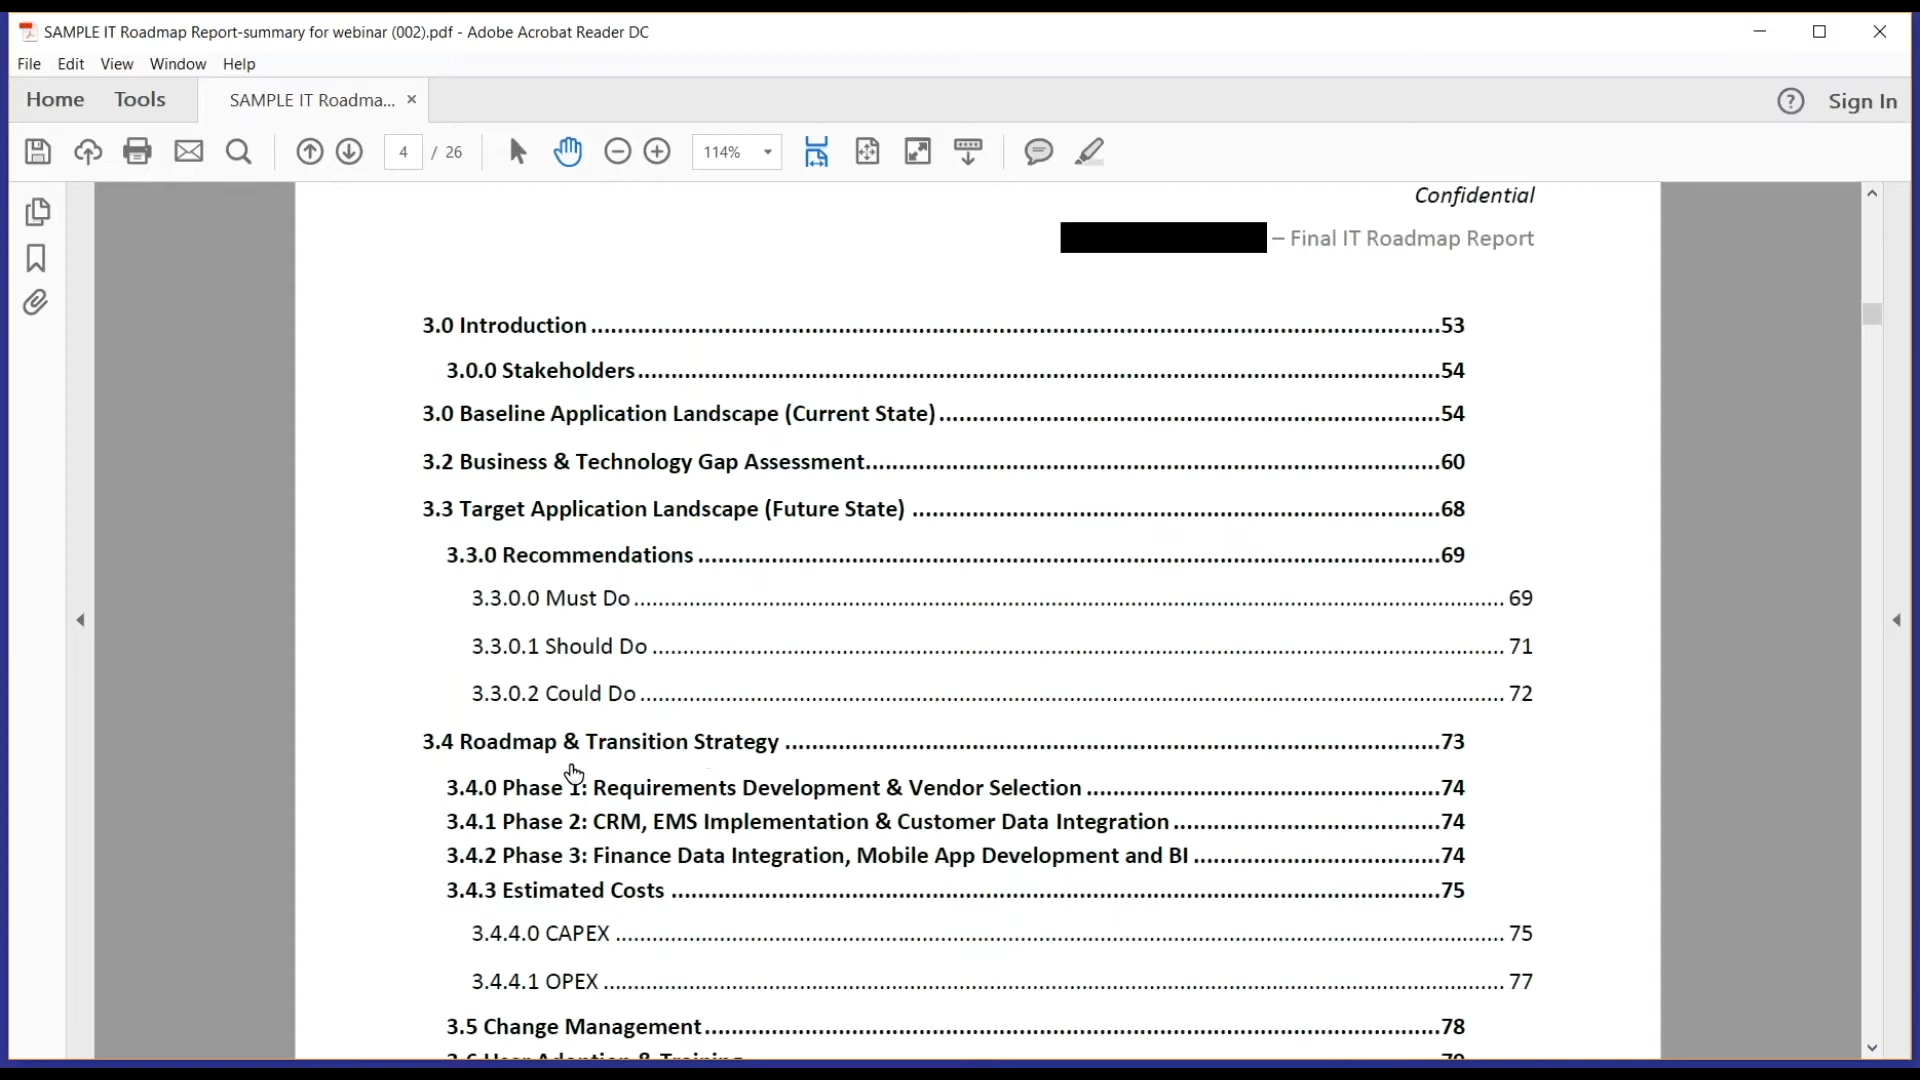 SAMPLE IT Roadmap Report-summary for webinar (002).pdf - Adobe Acrobat Reader DC
File Edit View Window Help
Home Tools SAMPLE IT Roadma... × Sign In
4 / 26 114%
Confidential
– Final IT Roadmap Report
3.0 Introduction 53
3.0.0 Stakeholders 54
3.0 Baseline Application Landscape (Current State) 54
3.2 Business & Technology Gap Assessment 60
3.3 Target Application Landscape (Future State) 68
3.3.0 Recommendations 69
3.3.0.0 Must Do 69
3.3.0.1 Should Do 71
3.3.0.2 Could Do 72
3.4 Roadmap & Transition Strategy 73
3.4.0 Phase 1: Requirements Development & Vendor Selection 74
3.4.1 Phase 2: CRM, EMS Implementation & Customer Data Integration 74
3.4.2 Phase 3: Finance Data Integration, Mobile App Development and BI 74
3.4.3 Estimated Costs 75
3.4.4.0 CAPEX 75
3.4.4.1 OPEX 77
3.5 Change Management 78
3.6 User Adoption & Training 79